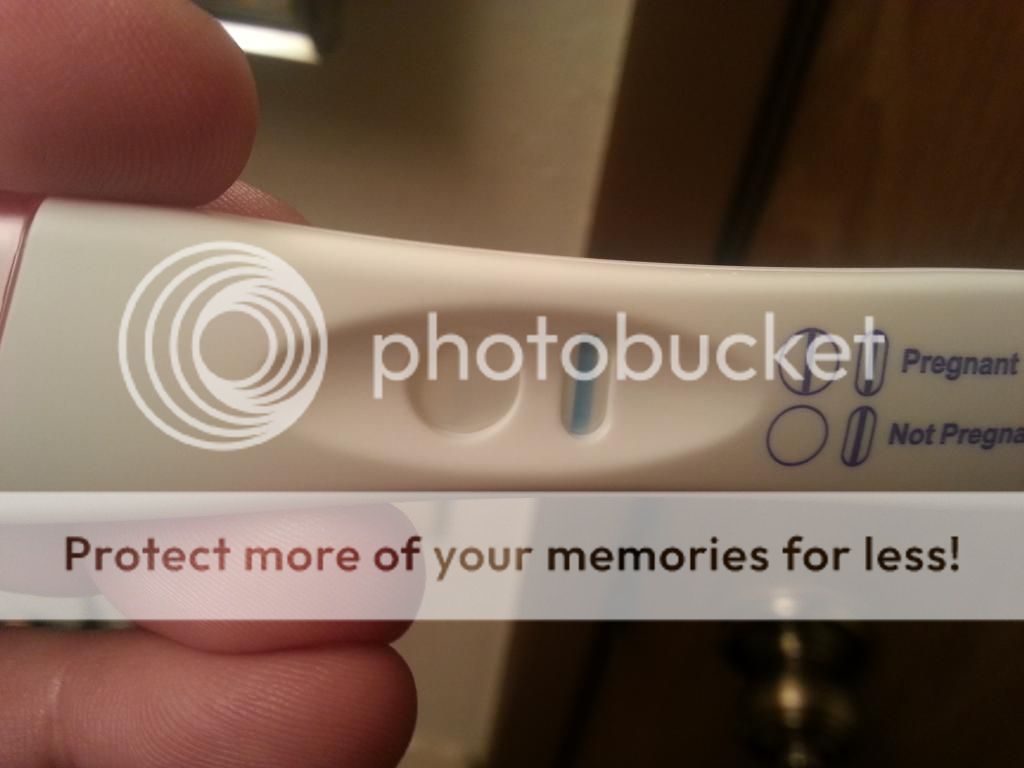 photobucket
Pregnant
Not Pregna
Protect more of your memories for less!